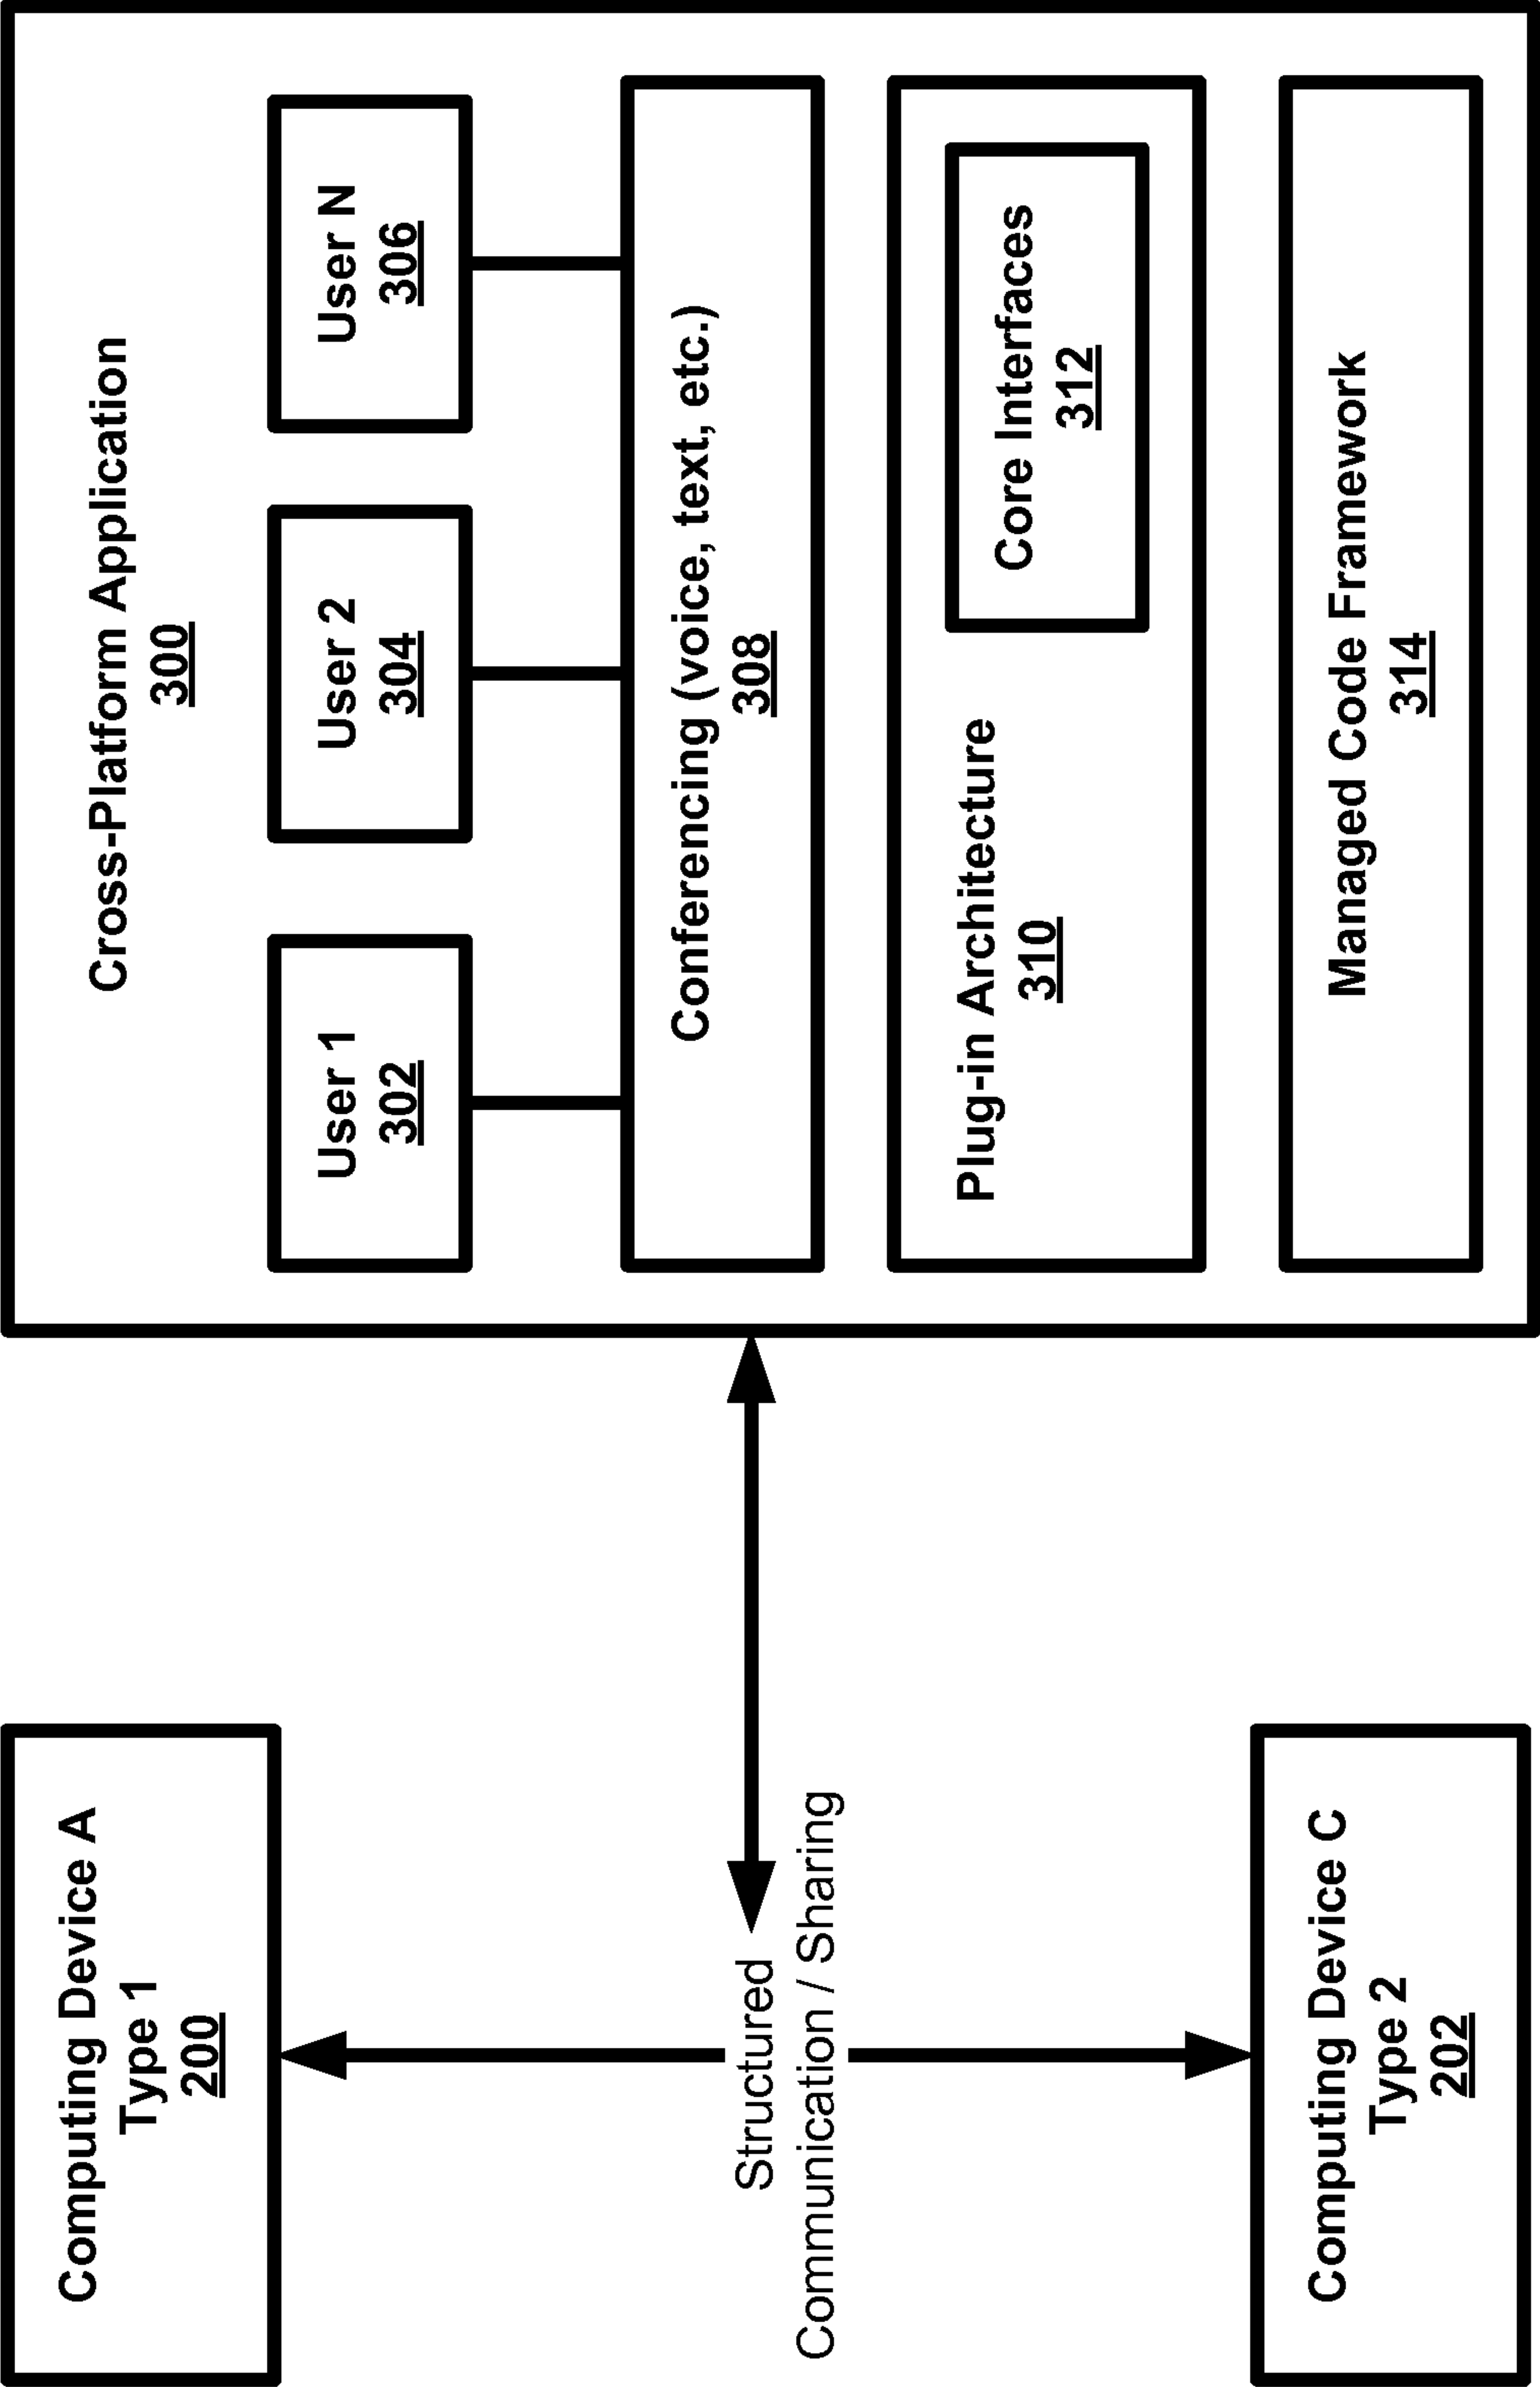 Computing Device A
Type 1
200
Structured
Communication / Sharing
Computing Device C
Type 2
202
Cross-Platform Application
300
User 1
302
User 2
304
User N
306
Conferencing (voice, text, etc.)
308
Plug-in Architecture
310
Core Interfaces
312
Managed Code Framework
314